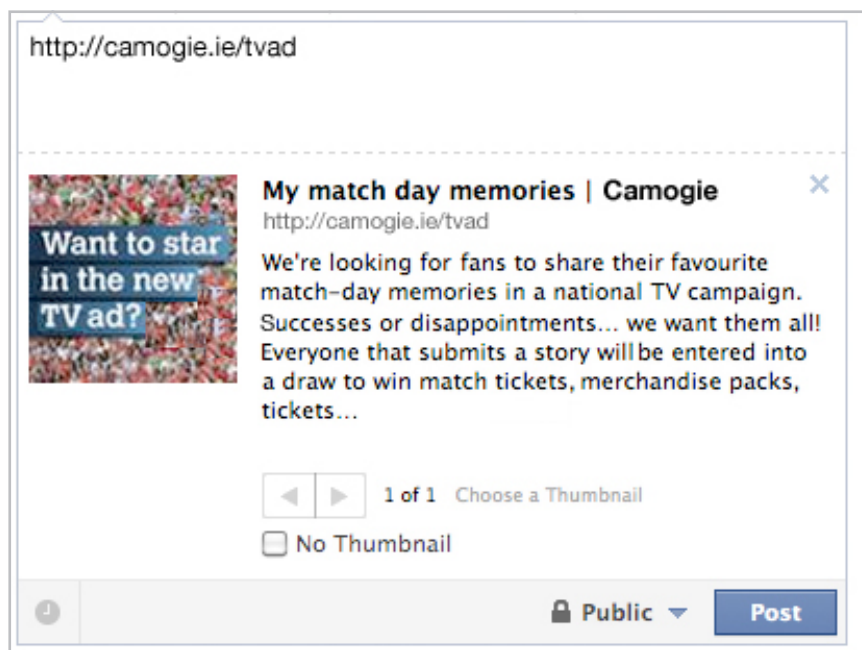 http://camogie.ie/tvad
Want to star
in the new
TV ad?
My match day memories | Camogie
http://camogie.ie/tvad
We're looking for fans to share their favourite
match-day memories in a national TV campaign.
Successes or disappointments... we want them all!
Everyone that submits a story will be entered into
a draw to win match tickets, merchandise packs,
tickets...
1 of 1 Choose a Thumbnail
No Thumbnail
Public Post